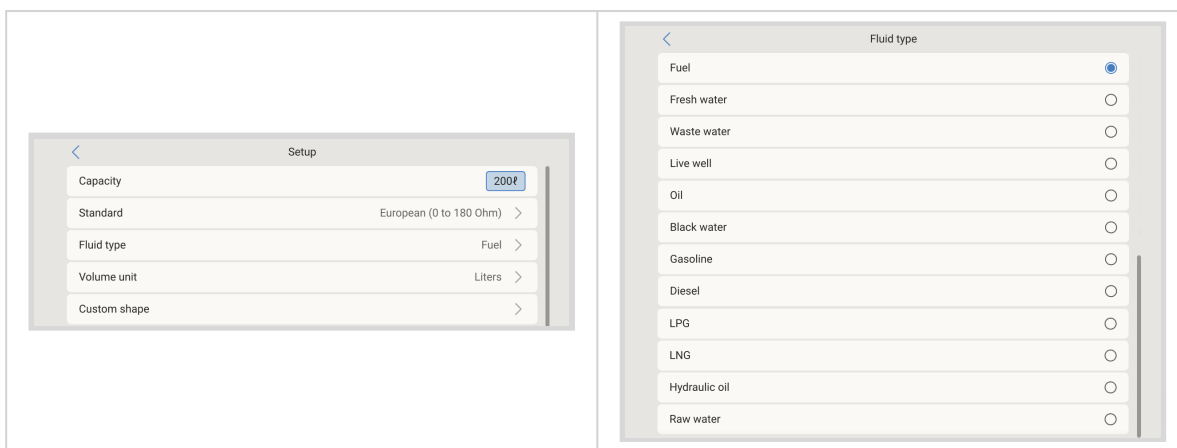 Setup
Capacity 200ℓ
Standard European (0 to 180 Ohm)
Fluid type Fuel
Volume unit Liters
Custom shape
Fluid type
Fuel
Fresh water
Waste water
Live well
Oil
Black water
Gasoline
Diesel
LPG
LNG
Hydraulic oil
Raw water